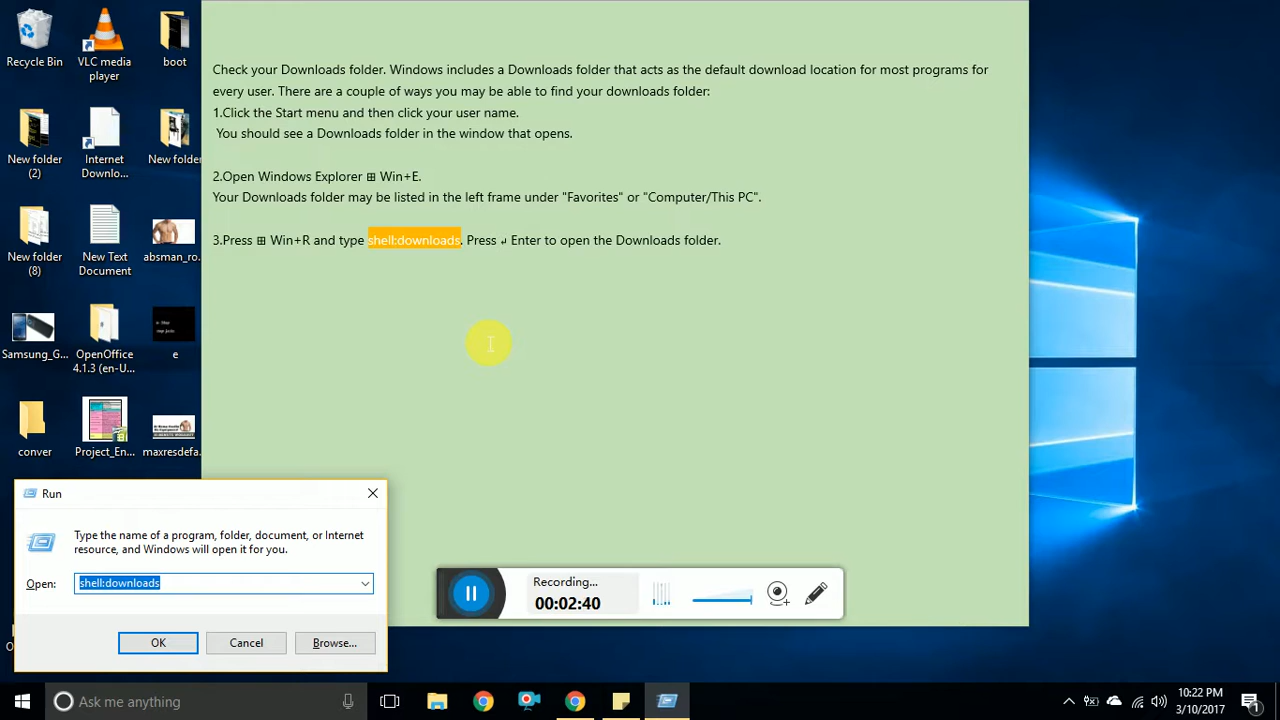 Recycle Bin
VLC media
player
boot
New folder
(2)
Internet
Downlo...
New folder
New folder
(8)
New Text
Document
absman_ro...
Samsung_G...
OpenOffice
4.1.3 (en-U...
e
conver
Project_En...
maxresdefa...
Check your Downloads folder. Windows includes a Downloads folder that acts as the default download location for most programs for
every user. There are a couple of ways you may be able to find your downloads folder:
1.Click the Start menu and then click your user name.
You should see a Downloads folder in the window that opens.
2.Open Windows Explorer ⊞ Win+E.
Your Downloads folder may be listed in the left frame under "Favorites" or "Computer/This PC".
3.Press ⊞ Win+R and type shell:downloads. Press ↲ Enter to open the Downloads folder.
Run
Type the name of a program, folder, document, or Internet
resource, and Windows will open it for you.
Open:
shell:downloads
OK
Cancel
Browse...
Recording...
00:02:40
Ask me anything
10:22 PM
3/10/2017
1